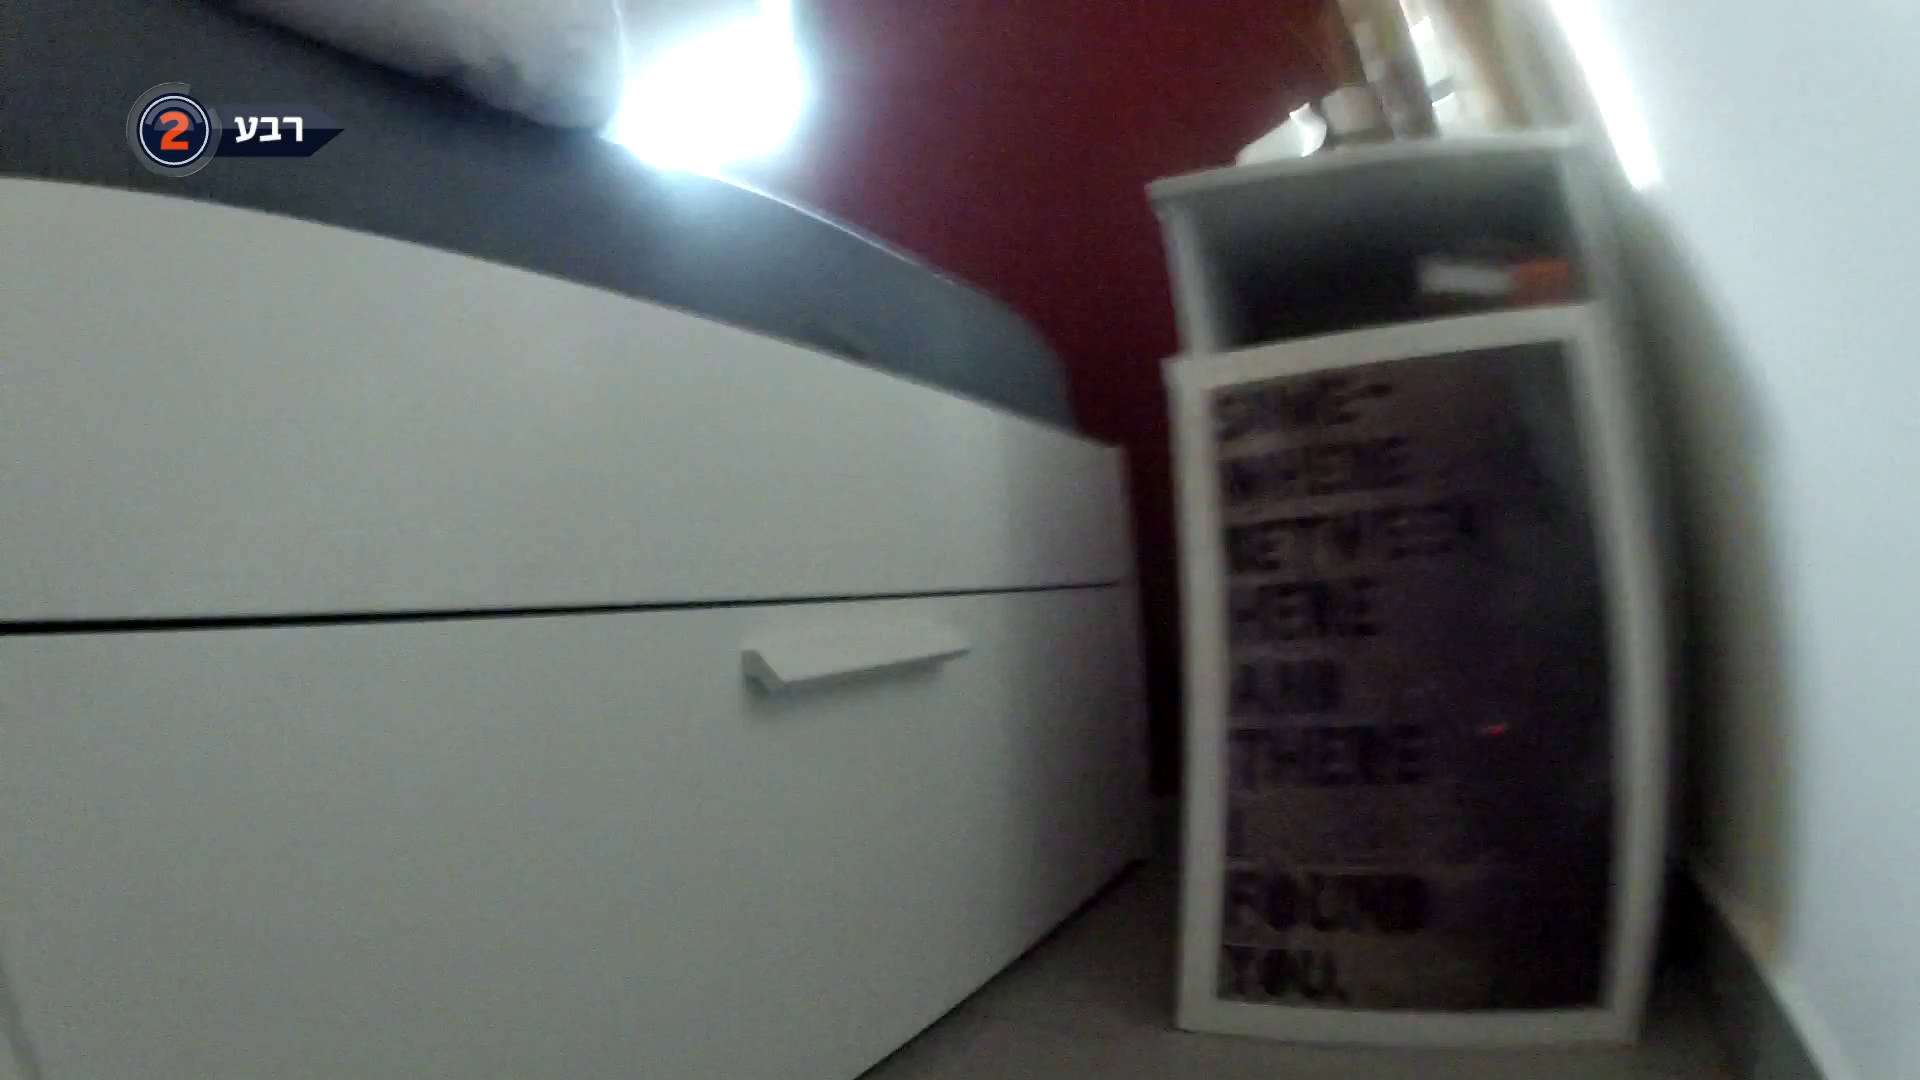 2 רבע
SOME-
WHERE
BETWEEN
HERE
AND
THERE
I
FOUND
YOU.